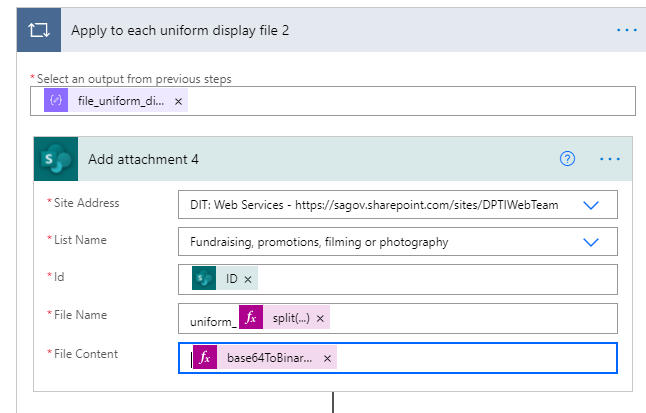 Apply to each uniform display file 2
...
*Select an output from previous steps
{/} file_uniform_di... ×
S Add attachment 4 ? ...
*Site Address DIT: Web Services - https://sagov.sharepoint.com/sites/DPTIWebTeam
*List Name Fundraising, promotions, filming or photography
*Id S ID ×
*File Name uniform_ fx split(...) ×
*File Content fx base64ToBinar... ×